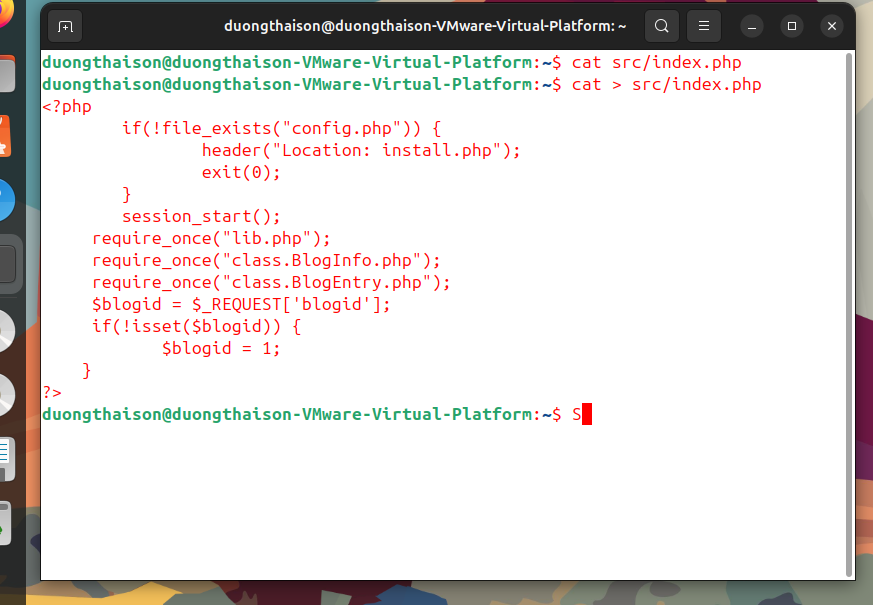 duongthaison@duongthaison-VMware-Virtual-Platform: ~
duongthaison@duongthaison-VMware-Virtual-Platform:~$ cat src/index.php
duongthaison@duongthaison-VMware-Virtual-Platform:~$ cat > src/index.php
<?php
        if(!file_exists("config.php")) {
                header("Location: install.php");
                exit(0);
        }
        session_start();
     require_once("lib.php");
     require_once("class.BlogInfo.php");
     require_once("class.BlogEntry.php");
     $blogid = $_REQUEST['blogid'];
     if(!isset($blogid)) {
            $blogid = 1;
    }
?>
duongthaison@duongthaison-VMware-Virtual-Platform:~$ S